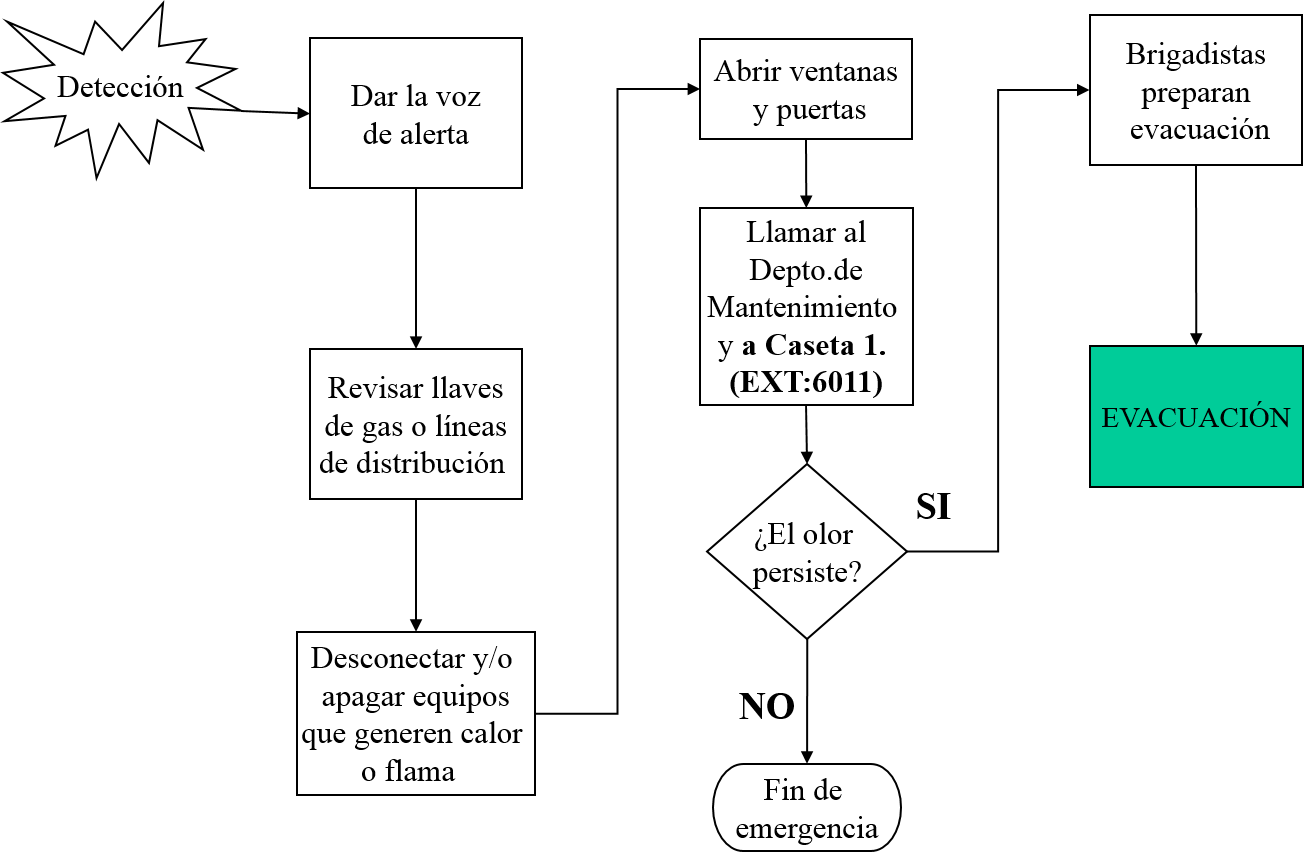 Detección
Dar la voz
de alerta
Revisar llaves
de gas o líneas
de distribución
Desconectar y/o
apagar equipos
que generen calor
o flama
Abrir ventanas
y puertas
Llamar al
Depto.de
Mantenimiento
y a Caseta 1.
(EXT:6011)
¿El olor
persiste?
SI
NO
Fin de
emergencia
Brigadistas
preparan
evacuación
EVACUACIÓN